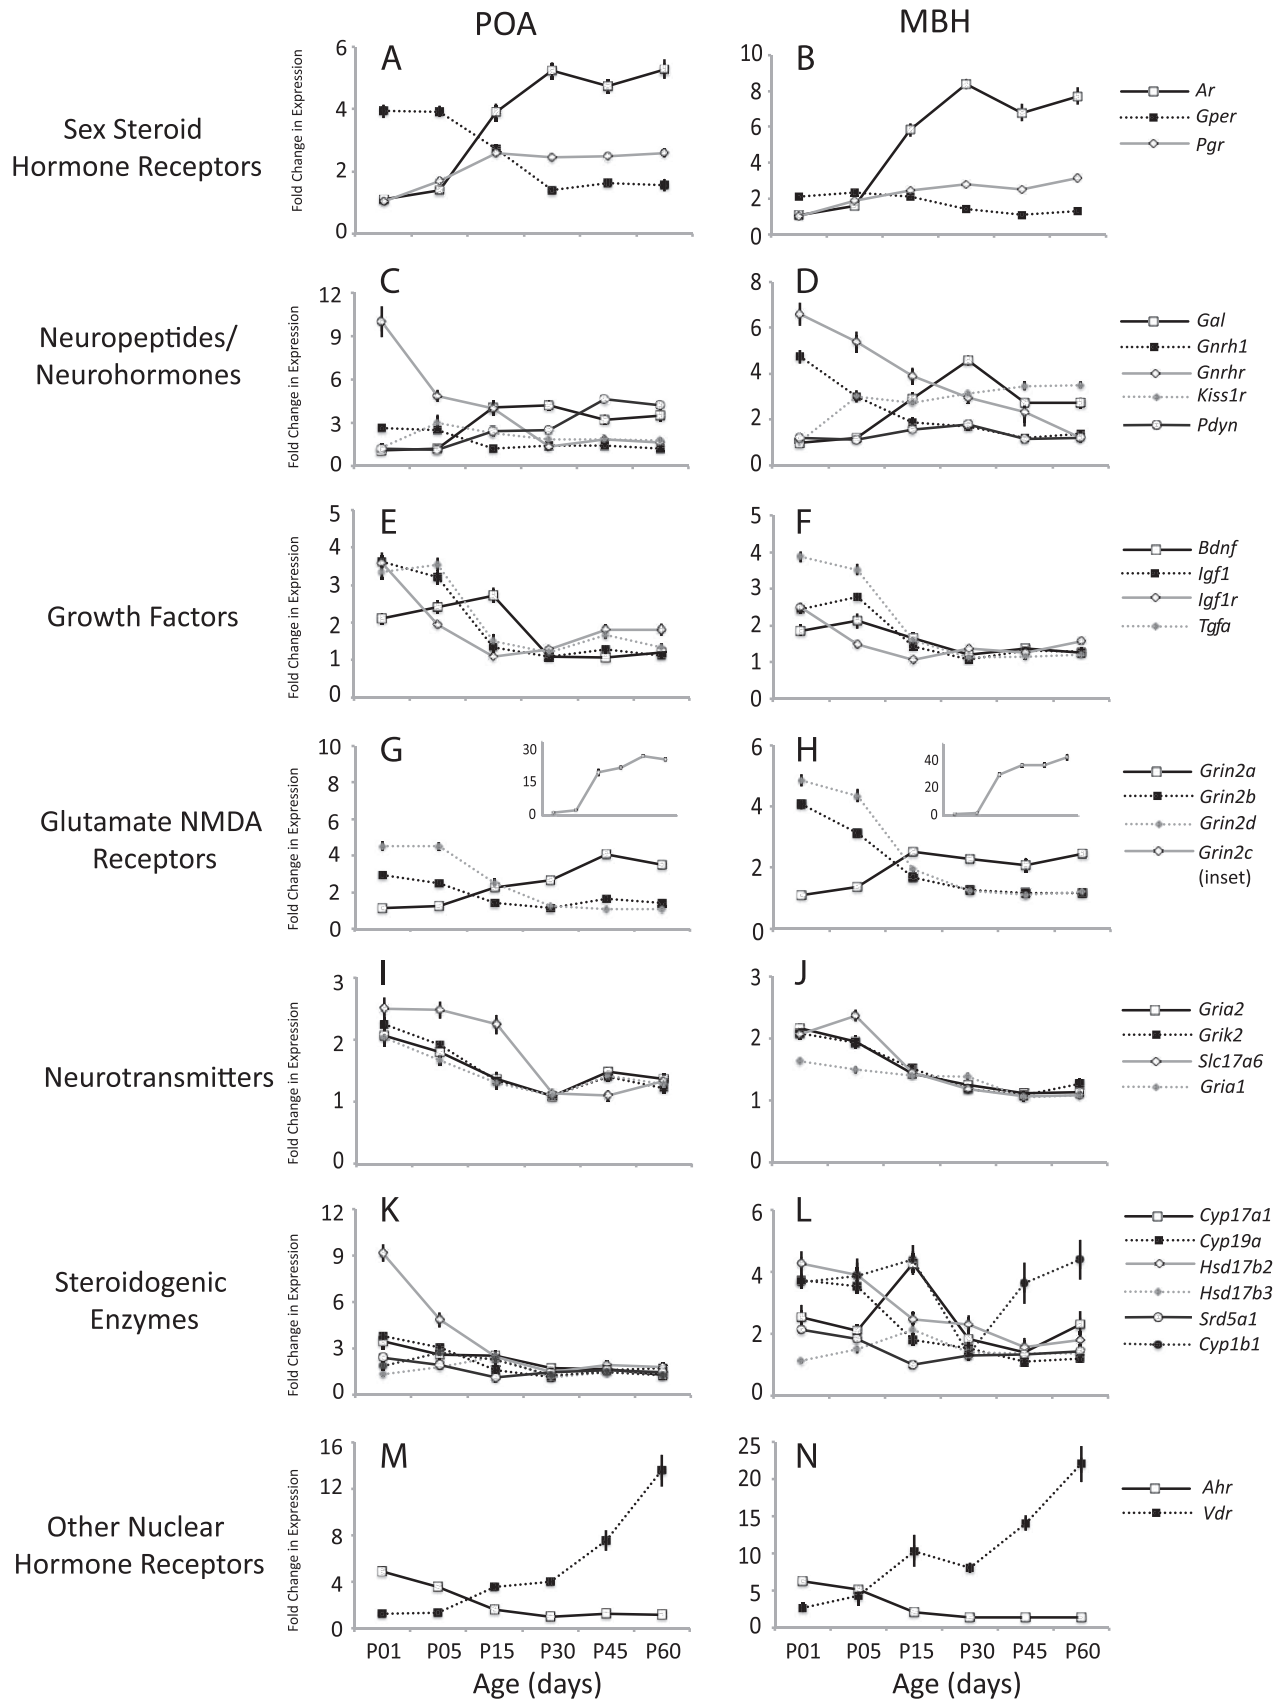 POA
MBH
Sex Steroid
Hormone Receptors
Fold Change in Expression
6
4
2
0
A
10
8
6
4
2
0
B
Ar
Gper
Pgr
Neuropeptides/
Neurohormones
Fold Change in Expression
12
9
6
3
0
C
8
6
4
2
0
D
Gal
Gnrh1
Gnrhr
Kiss1r
Pdyn
Growth Factors
Fold Change in Expression
5
4
3
2
1
0
E
5
4
3
2
1
0
F
Bdnf
Igf1
Igf1r
Tgfa
Glutamate NMDA
Receptors
Fold Change in Expression
10
8
6
4
2
0
G
30
15
0
6
4
2
0
H
40
20
0
Grin2a
Grin2b
Grin2d
Grin2c
(inset)
Neurotransmitters
Fold Change in Expression
3
2
1
0
I
3
2
1
0
J
Gria2
Grik2
Slc17a6
Gria1
Steroidogenic
Enzymes
Fold Change in Expression
12
9
6
3
0
K
6
4
2
0
L
Cyp17a1
Cyp19a
Hsd17b2
Hsd17b3
Srd5a1
Cyp1b1
Other Nuclear
Hormone Receptors
Fold Change in Expression
16
12
8
4
0
M
25
20
15
10
5
0
N
Ahr
Vdr
P01 P05 P15 P30 P45 P60
P01 P05 P15 P30 P45 P60
Age (days)
Age (days)